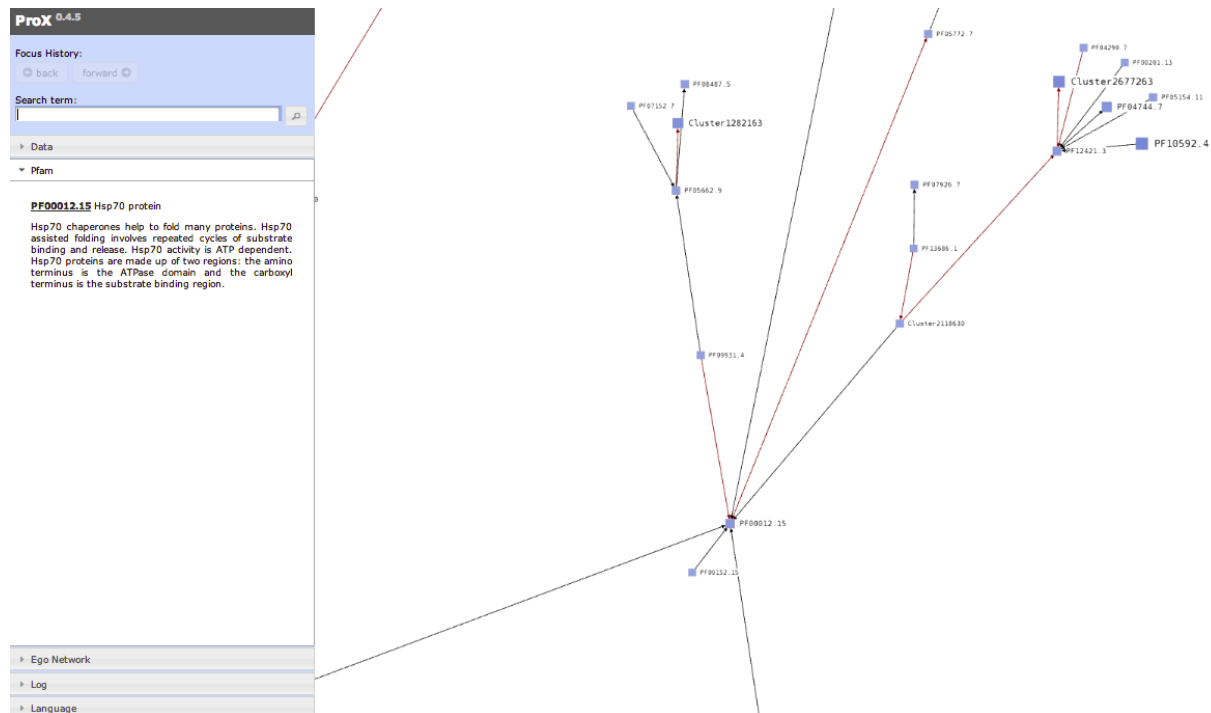 ProX 0.4.5
Focus History:
back
forward
Search term:
Data
Pfam
PF00012.15 Hsp70 protein
Hsp70 chaperones help to fold many proteins. Hsp70
assisted folding involves repeated cycles of substrate
binding and release. Hsp70 activity is ATP dependent.
Hsp70 proteins are made up of two regions: the amino
terminus is the ATPase domain and the carboxyl
terminus is the substrate binding region.
Ego Network
Log
Language
PF05772.7
PF04290.7
PF00201.13
Cluster2677263
PF05154.11
PF04744.7
PF10592.4
PF12421.3
PF08487.5
PF07152.7
Cluster1282163
PF05662.9
PF07926.7
PF13686.1
Cluster2118630
PF09931.4
PF00012.15
PF00152.15